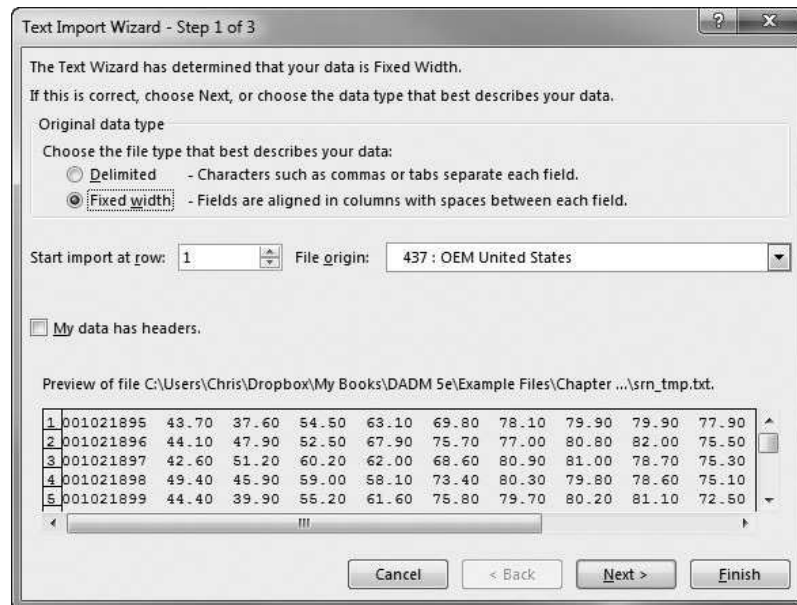 Text Import Wizard - Step 1 of 3
The Text Wizard has determined that your data is Fixed Width.
If this is correct, choose Next, or choose the data type that best describes your data.
Original data type
Choose the file type that best describes your data:
Delimited - Characters such as commas or tabs separate each field.
Fixed width - Fields are aligned in columns with spaces between each field.
Start import at row: 1 File origin: 437 : OEM United States
My data has headers.
Preview of file C:\Users\Chris\Dropbox\My Books\DADM 5e\Example Files\Chapter ...\srn_tmp.txt.
1 001021895 43.70 37.60 54.50 63.10 69.80 78.10 79.90 79.90 77.90
2 001021896 44.10 47.90 52.50 67.90 75.70 77.00 80.80 82.00 75.50
3 001021897 42.60 51.20 60.20 62.00 68.60 80.90 81.00 78.70 75.30
4 001021898 49.40 45.90 59.00 58.10 73.40 80.30 79.80 78.60 75.10
5 001021899 44.40 39.90 55.20 61.60 75.80 79.70 80.20 81.10 72.50
Cancel < Back Next > Finish